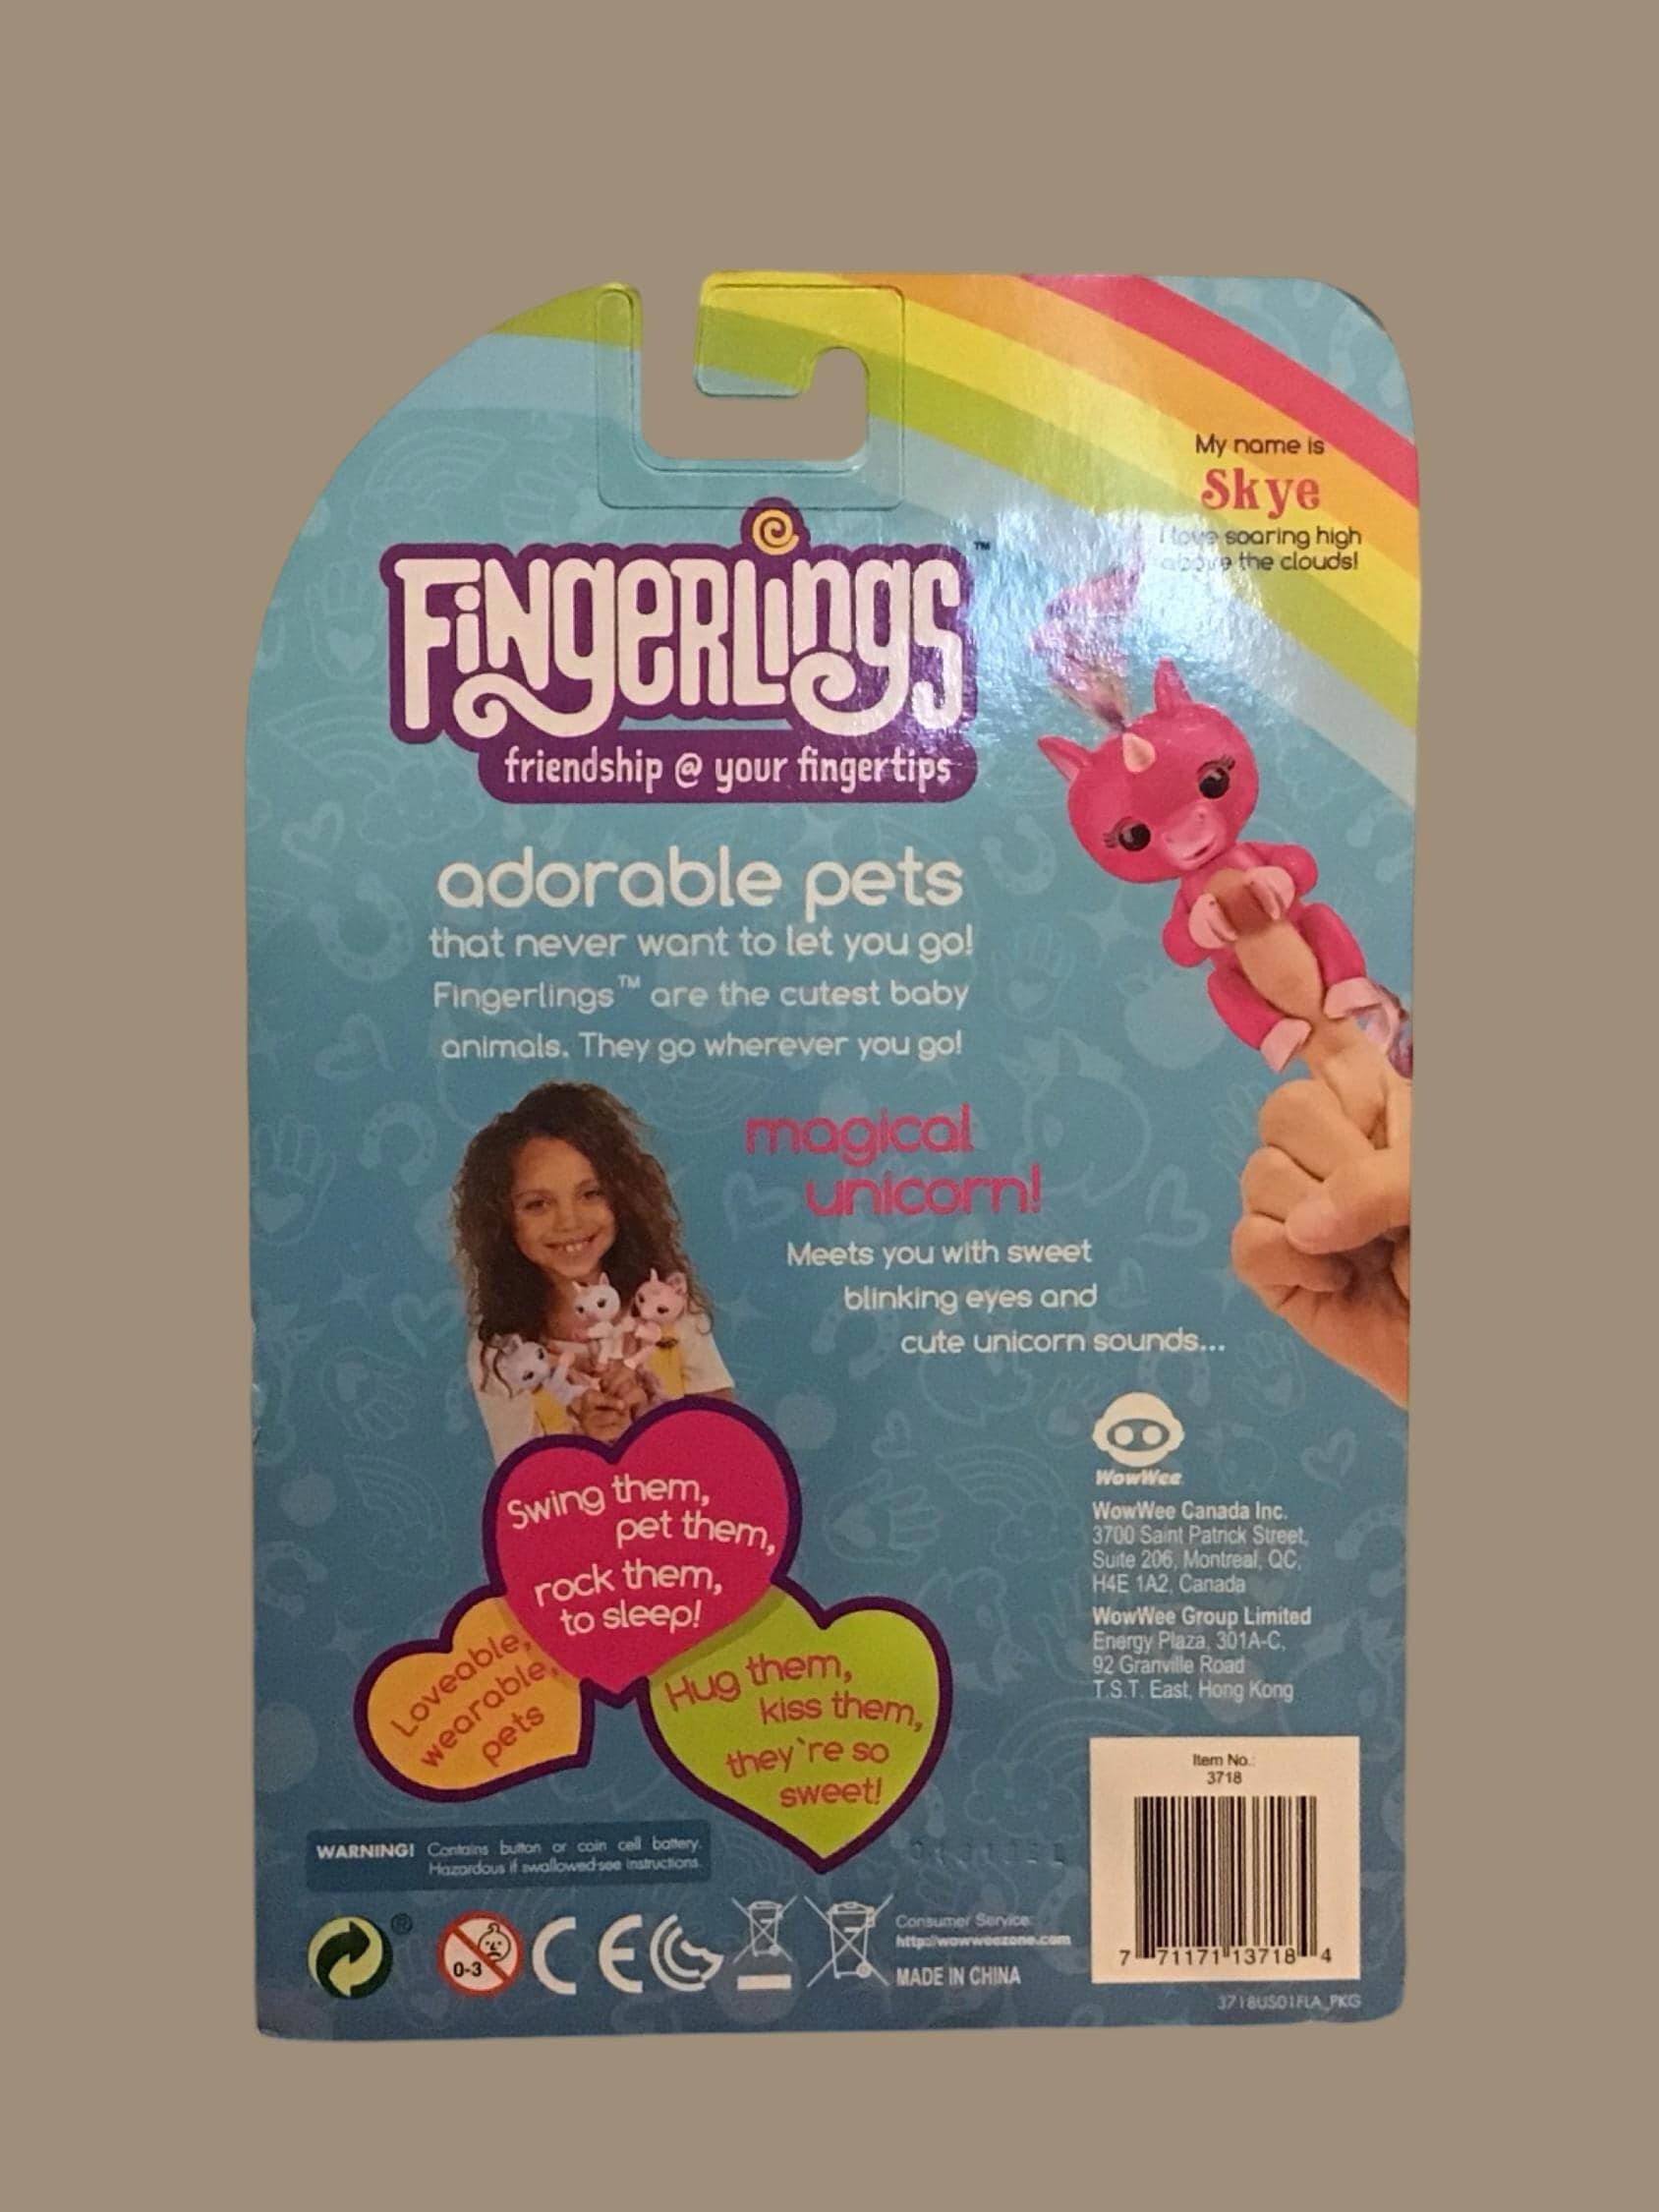 My name is
Skye
I love soaring high
above the clouds!
FiNgeRLings™
friendship @ your fingertips
adorable pets
that never want to let you go!
Fingerlings™ are the cutest baby
animals. They go wherever you go!
magical
unicorn!
Meets you with sweet
blinking eyes and
cute unicorn sounds...
Swing them,
pet them,
rock them,
to sleep!
Loveable,
wearable,
pets
Hug them,
kiss them,
they`re so
sweet!
WowWee
WowWee Canada Inc.
3700 Saint Patrick Street,
Suite 206, Montreal, QC,
H4E 1A2, Canada
WowWee Group Limited
Energy Plaza, 301A-C,
92 Granville Road
T.S.T. East, Hong Kong
Item No.:
3718
7 71171 13718 4
3718US01FLA_PKG
WARNING! Contains button or coin cell battery.
Hazardous if swallowed-see instructions.
®
0-3
CE
Consumer Service:
http://wowweezone.com
MADE IN CHINA